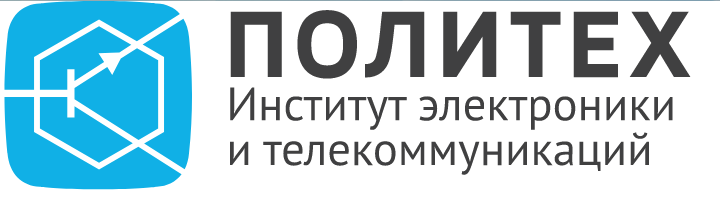 ПОЛИТЕХ
Институт электроники
и телекоммуникаций